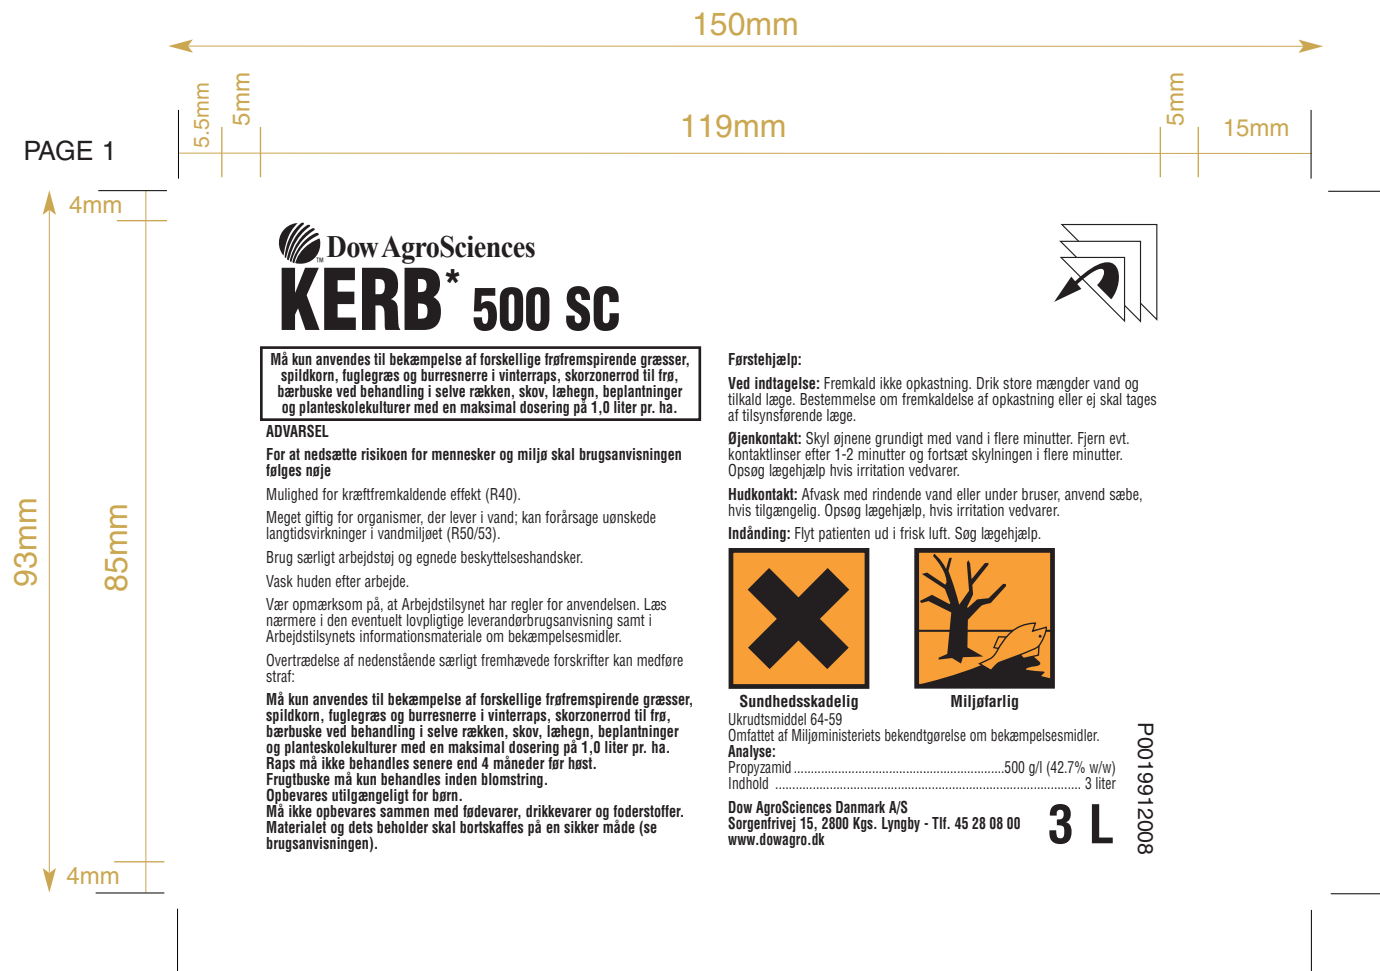 150mm
5.5mm
5mm
119mm
5mm
15mm
PAGE 1
4mm
93mm
85mm
4mm
Dow AgroSciences
TM
KERB* 500 SC
Må kun anvendes til bekæmpelse af forskellige frøfremspirende græsser,
spildkorn, fuglegræs og burresnerre i vinterraps, skorzonerrod til frø,
bærbuske ved behandling i selve rækken, skov, læhegn, beplantninger
og planteskolekulturer med en maksimal dosering på 1,0 liter pr. ha.
ADVARSEL
For at nedsætte risikoen for mennesker og miljø skal brugsanvisningen
følges nøje
Mulighed for kræftfremkaldende effekt (R40).
Meget giftig for organismer, der lever i vand; kan forårsage uønskede
langtidsvirkninger i vandmiljøet (R50/53).
Brug særligt arbejdstøj og egnede beskyttelseshandsker.
Vask huden efter arbejde.
Vær opmærksom på, at Arbejdstilsynet har regler for anvendelsen. Læs
nærmere i den eventuelt lovpligtige leverandørbrugsanvisning samt i
Arbejdstilsynets informationsmateriale om bekæmpelsesmidler.
Overtrædelse af nedenstående særligt fremhævede forskrifter kan medføre
straf:
Må kun anvendes til bekæmpelse af forskellige frøfremspirende græsser,
spildkorn, fuglegræs og burresnerre i vinterraps, skorzonerrod til frø,
bærbuske ved behandling i selve rækken, skov, læhegn, beplantninger
og planteskolekulturer med en maksimal dosering på 1,0 liter pr. ha.
Raps må ikke behandles senere end 4 måneder før høst.
Frugtbuske må kun behandles inden blomstring.
Opbevares utilgængeligt for børn.
Må ikke opbevares sammen med fødevarer, drikkevarer og foderstoffer.
Materialet og dets beholder skal bortskaffes på en sikker måde (se
brugsanvisningen).
Førstehjælp:
Ved indtagelse: Fremkald ikke opkastning. Drik store mængder vand og
tilkald læge. Bestemmelse om fremkaldelse af opkastning eller ej skal tages
af tilsynsførende læge.
Øjenkontakt: Skyl øjnene grundigt med vand i flere minutter. Fjern evt.
kontaktlinser efter 1-2 minutter og fortsæt skylningen i flere minutter.
Opsøg lægehjælp hvis irritation vedvarer.
Hudkontakt: Afvask med rindende vand eller under bruser, anvend sæbe,
hvis tilgængelig. Opsøg lægehjælp, hvis irritation vedvarer.
Indånding: Flyt patienten ud i frisk luft. Søg lægehjælp.
Sundhedsskadelig
Miljøfarlig
Ukrudtsmiddel 64-59
Omfattet af Miljøministeriets bekendtgørelse om bekæmpelsesmidler.
Analyse:
Propyzamid ..............................................................500 g/l (42.7% w/w)
Indhold .......................................................................................... 3 liter
Dow AgroSciences Danmark A/S
Sorgenfrivej 15, 2800 Kgs. Lyngby - Tlf. 45 28 08 00
www.dowagro.dk
3 L
P0019912008